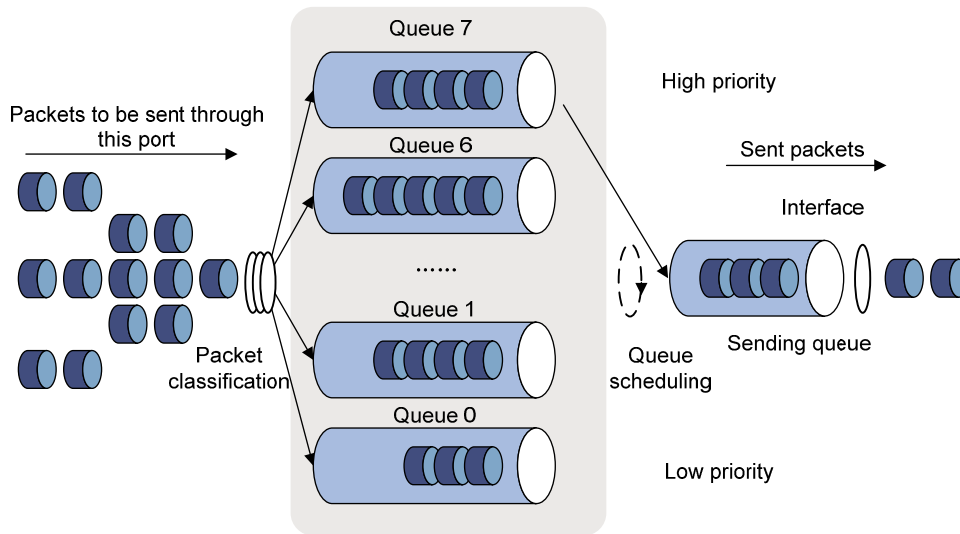 Queue 7
High priority
Packets to be sent through
this port
Queue 6
Sent packets
Interface
......
Queue 1
Sending queue
Packet
classification
Queue
scheduling
Queue 0
Low priority